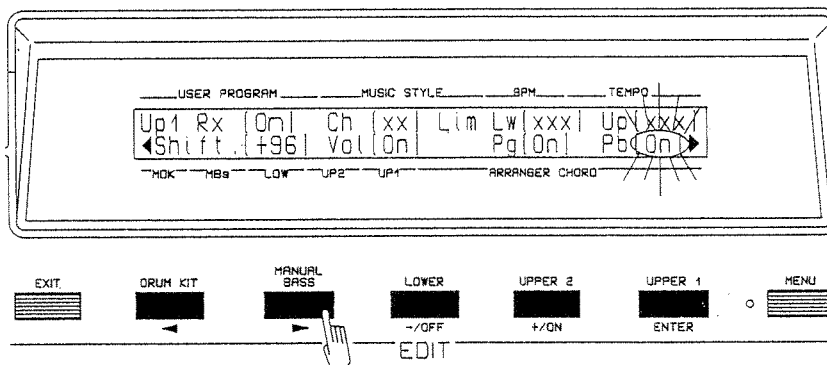 USER PROGRAM MUSIC STYLE BPM TEMPO
Up1 Rx [On] Ch [xx] Lim Lw[xxx] Up[xxx]
◀Shift.[+96] Vol[On] Pg[On] Pb[On]▶
MDK MBs LOW UP2 UP1 ARRANGER CHORD
EXIT DRUM KIT MANUAL BASS LOWER UPPER 2 UPPER 1 MENU
◀ ▶ -/OFF +/ON ENTER
EDIT